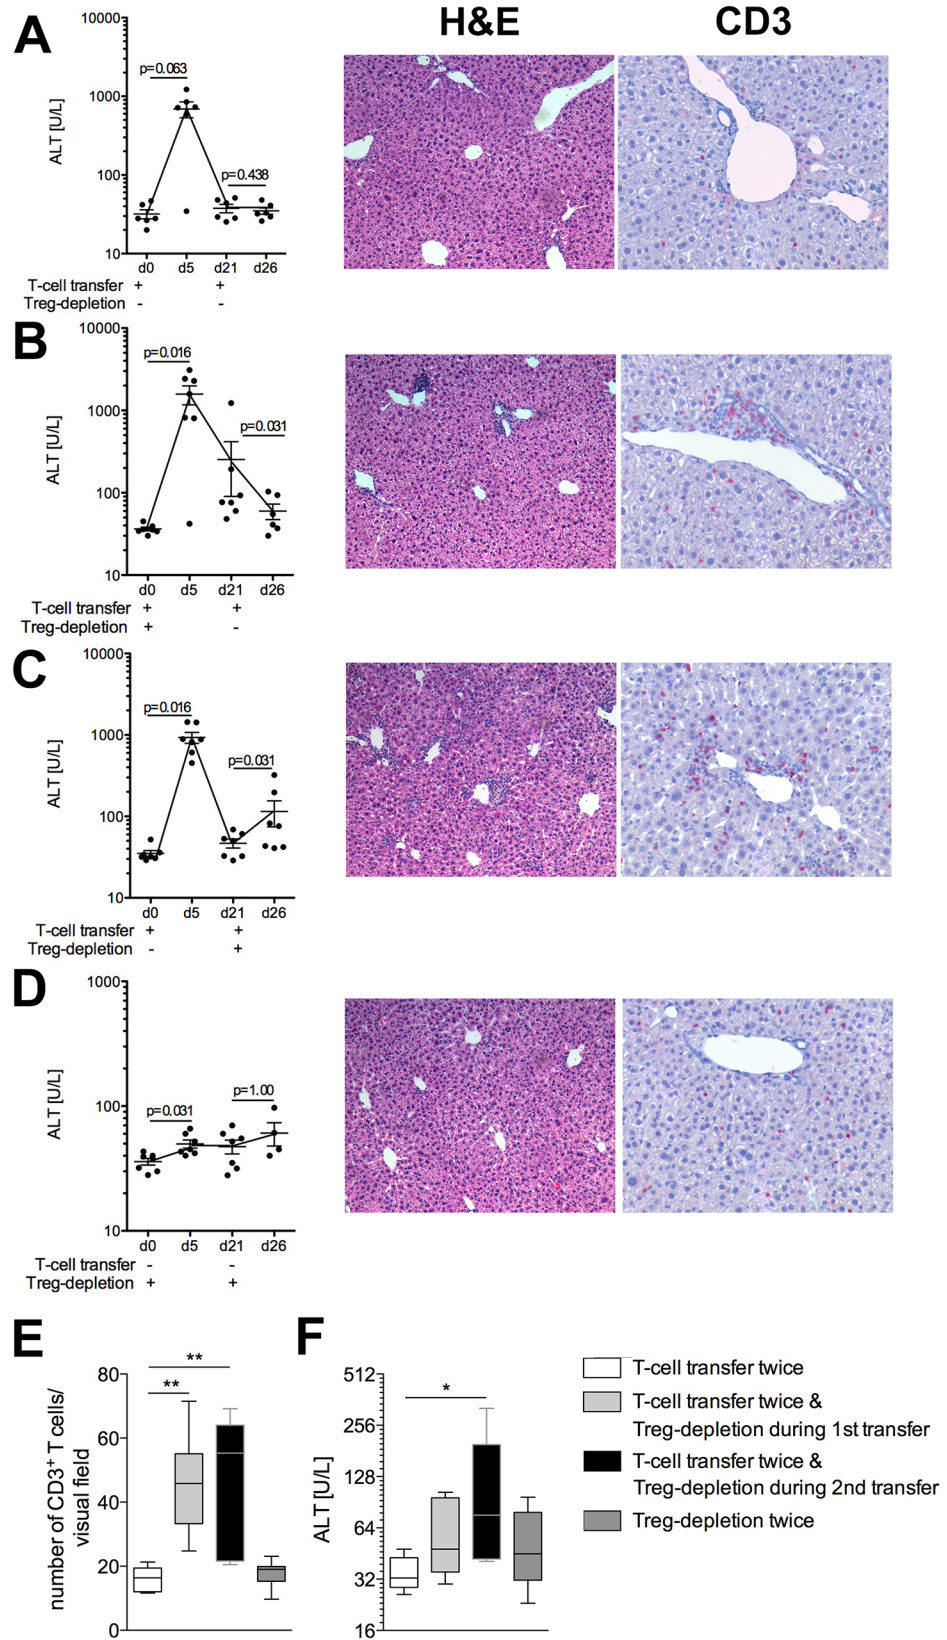 A
H&E
CD3
10000
1000
100
10
ALT [U/L]
p=0.063
p=0.438
d0 d5 d21 d26
T-cell transfer + +
Treg-depletion - -
B
10000
1000
100
10
ALT [U/L]
p=0.016
p=0.031
d0 d5 d21 d26
T-cell transfer + +
Treg-depletion + -
C
10000
1000
100
10
ALT [U/L]
p=0.016
p=0.031
d0 d5 d21 d26
T-cell transfer + +
Treg-depletion - +
D
1000
100
10
ALT [U/L]
p=0.031
p=1.00
d0 d5 d21 d26
T-cell transfer - -
Treg-depletion + +
E
80
60
40
20
0
number of CD3⁺ T cells/
visual field
**
**
F
512
256
128
64
32
16
ALT [U/L]
*
T-cell transfer twice
T-cell transfer twice &
Treg-depletion during 1st transfer
T-cell transfer twice &
Treg-depletion during 2nd transfer
Treg-depletion twice